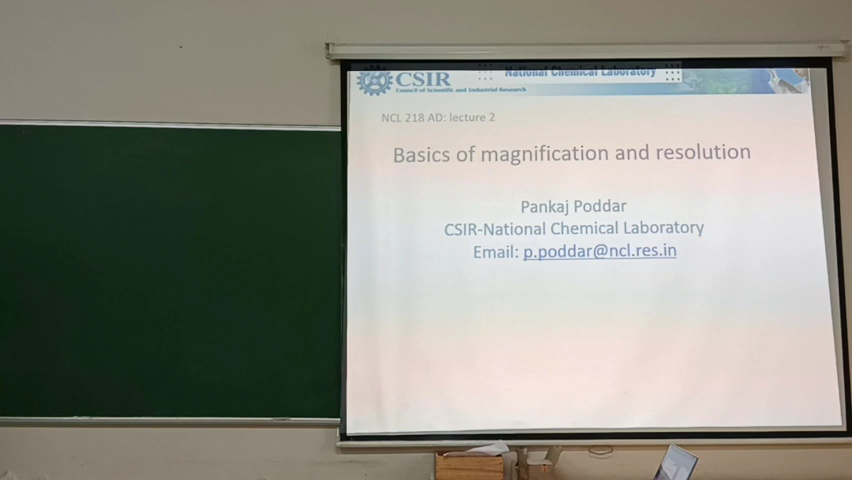 CSIR
National Chemical Laboratory
Council of Scientific and Industrial Research
NCL 218 AD: lecture 2
Basics of magnification and resolution
Pankaj Poddar
CSIR-National Chemical Laboratory
Email: p.poddar@ncl.res.in